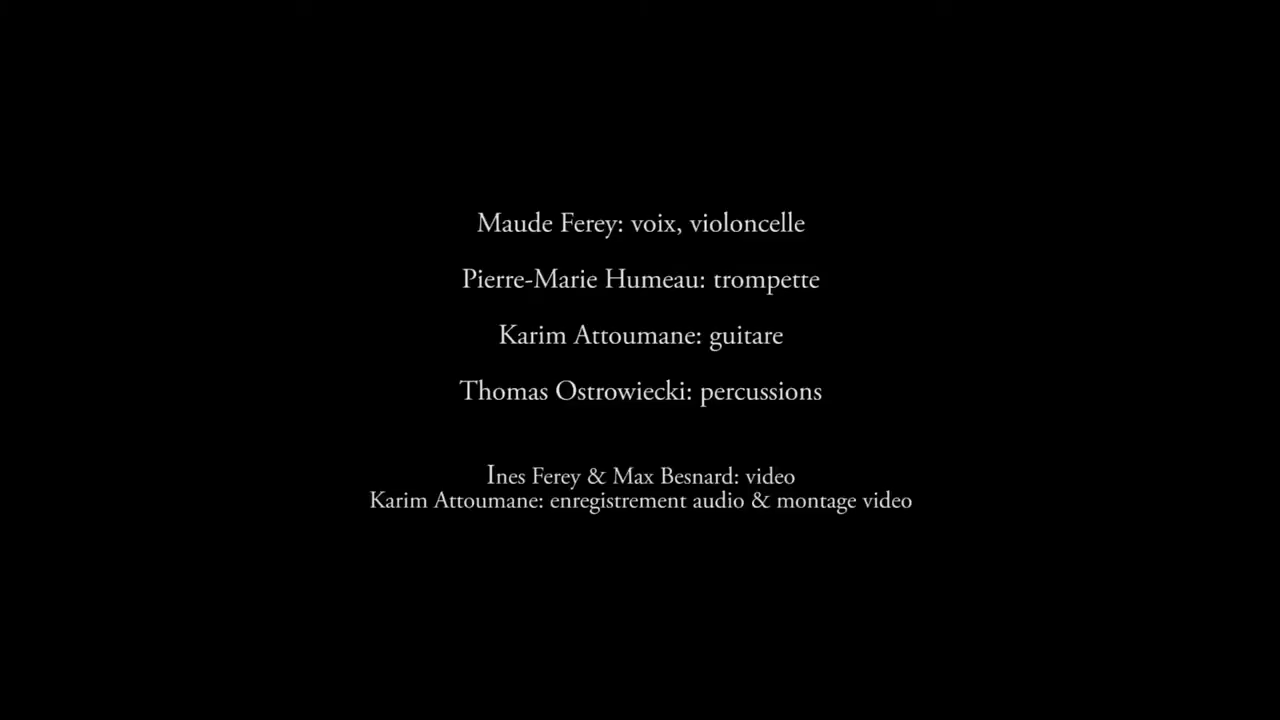 Maude Ferey: voix, violoncelle
Pierre-Marie Humeau: trompette
Karim Attoumane: guitare
Thomas Ostrowiecki: percussions
Ines Ferey & Max Besnard: video
Karim Attoumane: enregistrement audio & montage video